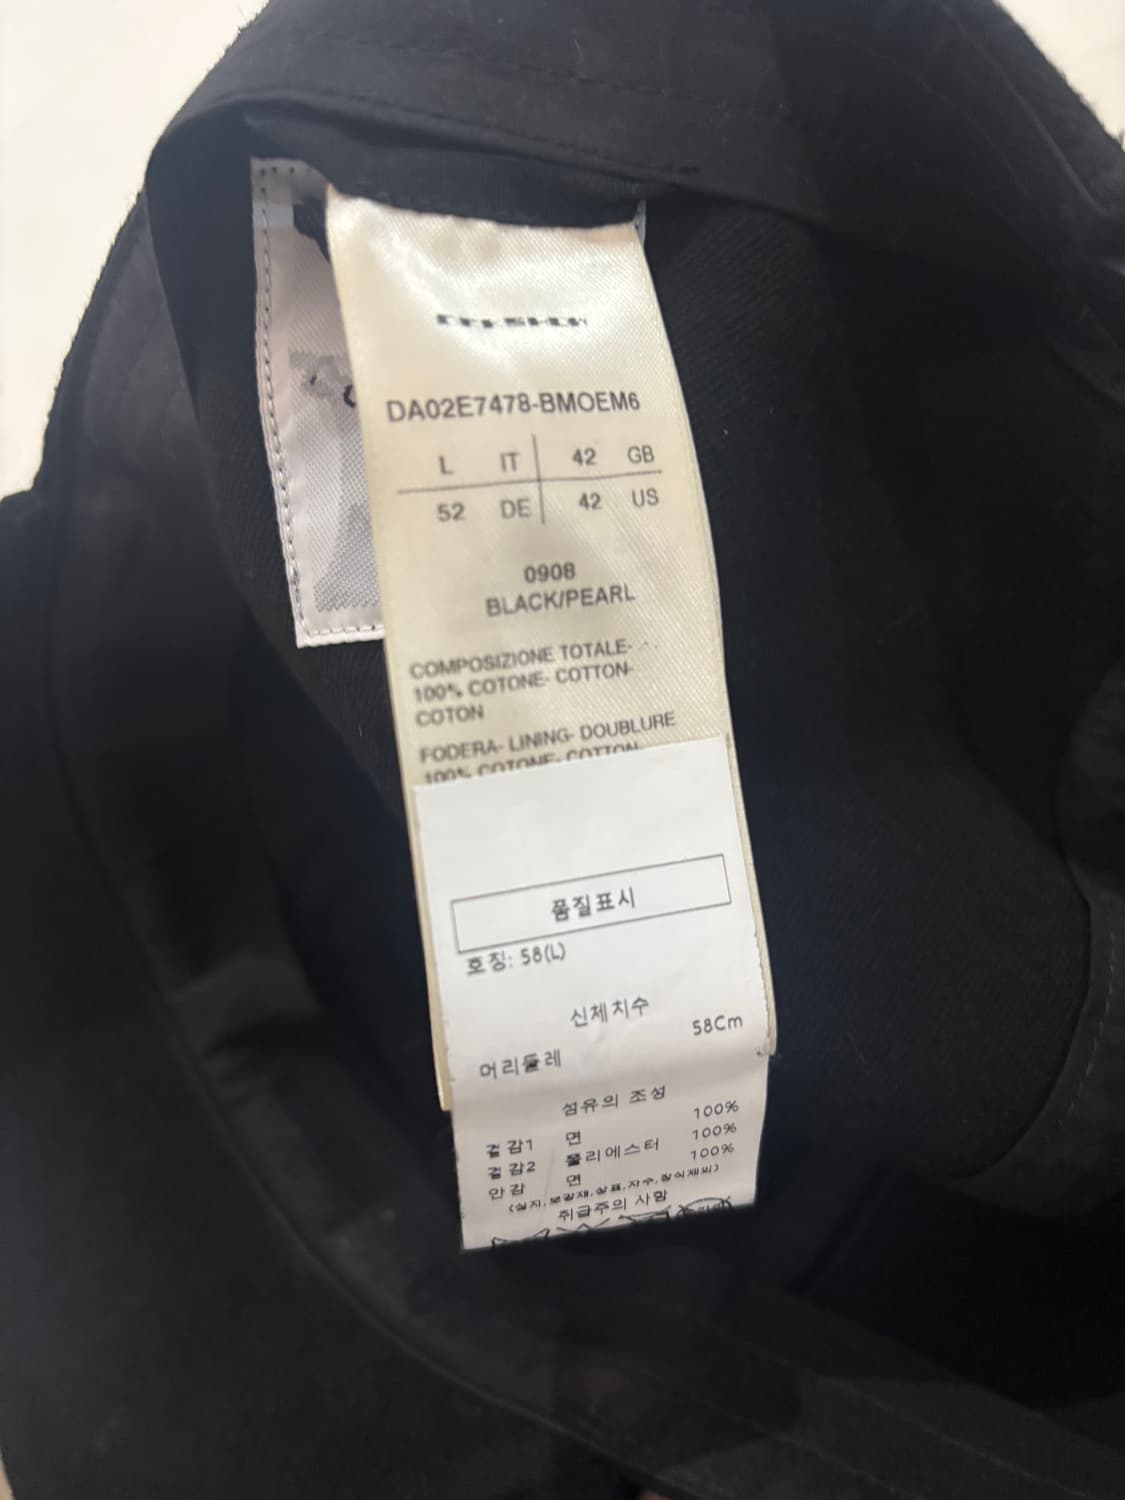 DA02E7478-BMOEM6
L IT 42 GB
52 DE 42 US
0908
BLACK/PEARL
COMPOSIZIONE TOTALE-
100% COTONE- COTTON-
COTON
FODERA- LINING- DOUBLURE
100% COTONE- COTTON
품질표시
호칭: 58(L)
신체치수
머리둘레 58Cm
섬유의 조성
겉감1 면 100%
겉감2 폴리에스터 100%
안감 면 100%
취급주의 사항